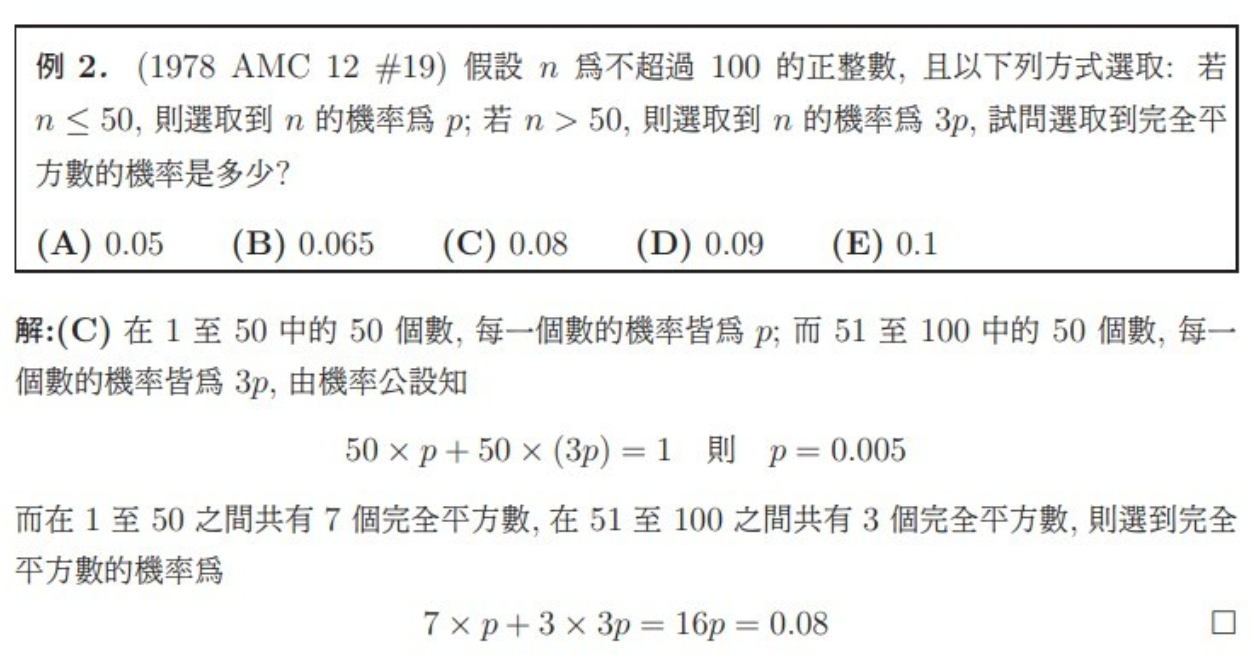 例 2. (1978 AMC 12 #19) 假設 n 爲不超過 100 的正整數, 且以下列方式選取: 若
n ≤ 50, 則選取到 n 的機率爲 p; 若 n > 50, 則選取到 n 的機率爲 3p, 試問選取到完全平
方數的機率是多少?
(A) 0.05 (B) 0.065 (C) 0.08 (D) 0.09 (E) 0.1
解:(C) 在 1 至 50 中的 50 個數, 每一個數的機率皆爲 p; 而 51 至 100 中的 50 個數, 每一
個數的機率皆爲 3p, 由機率公設知
50 × p + 50 × (3p) = 1 則 p = 0.005
而在 1 至 50 之間共有 7 個完全平方數, 在 51 至 100 之間共有 3 個完全平方數, 則選到完全
平方數的機率爲
7 × p + 3 × 3p = 16p = 0.08 □